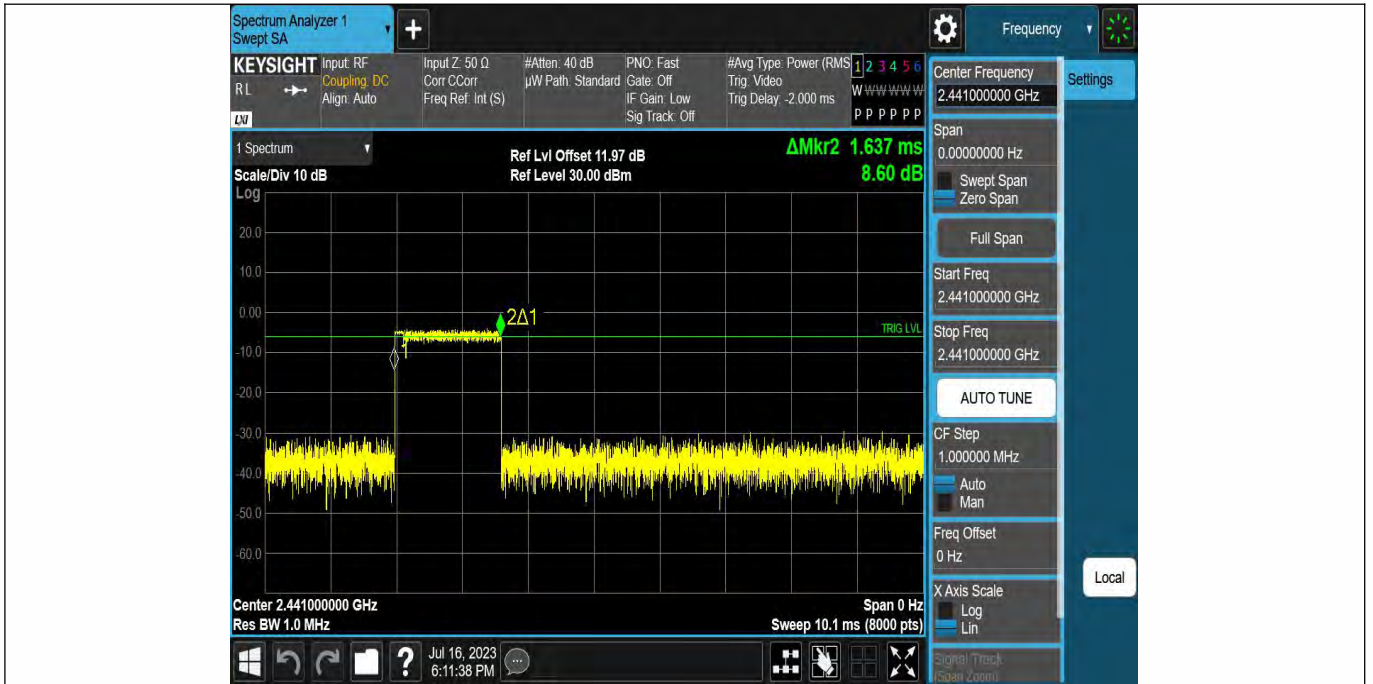 Spectrum Analyzer 1
Swept SA
+
Frequency
KEYSIGHT
RL
LXI
Input: RF
Coupling: DC
Align: Auto
Input Z: 50 Ω
Corr CCorr
Freq Ref: Int (S)
#Atten: 40 dB
µW Path: Standard
PNO: Fast
Gate: Off
IF Gain: Low
Sig Track: Off
#Avg Type: Power (RMS
Trig: Video
Trig Delay: -2.000 ms
1 2 3 4 5 6
W W W W W W
P P P P P P
Center Frequency
2.441000000 GHz
Settings
1 Spectrum
Scale/Div 10 dB
Ref Lvl Offset 11.97 dB
Ref Level 30.00 dBm
ΔMkr2 1.637 ms
8.60 dB
Span
0.00000000 Hz
Swept Span
Zero Span
Full Span
Start Freq
2.441000000 GHz
Stop Freq
2.441000000 GHz
AUTO TUNE
CF Step
1.000000 MHz
Auto
Man
Freq Offset
0 Hz
X Axis Scale
Log
Lin
Signal Track
(Span Zoom)
Local
Log
20.0
10.0
0.00
-10.0
-20.0
-30.0
-40.0
-50.0
-60.0
2Δ1
1
TRIG LVL
Center 2.441000000 GHz
Res BW 1.0 MHz
Span 0 Hz
Sweep 10.1 ms (8000 pts)
?
Jul 16, 2023
6:11:38 PM